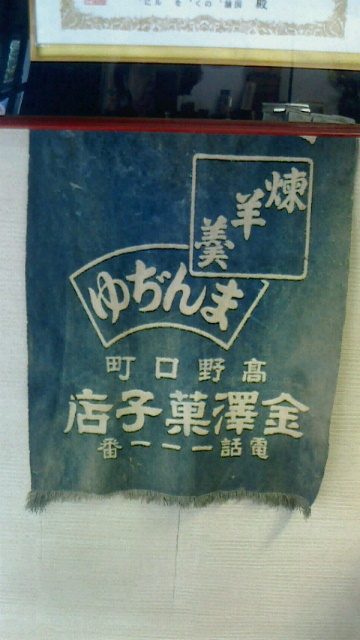 煉羊羹
まんぢゆ
高野口町
金澤菓子店
電話一一一番